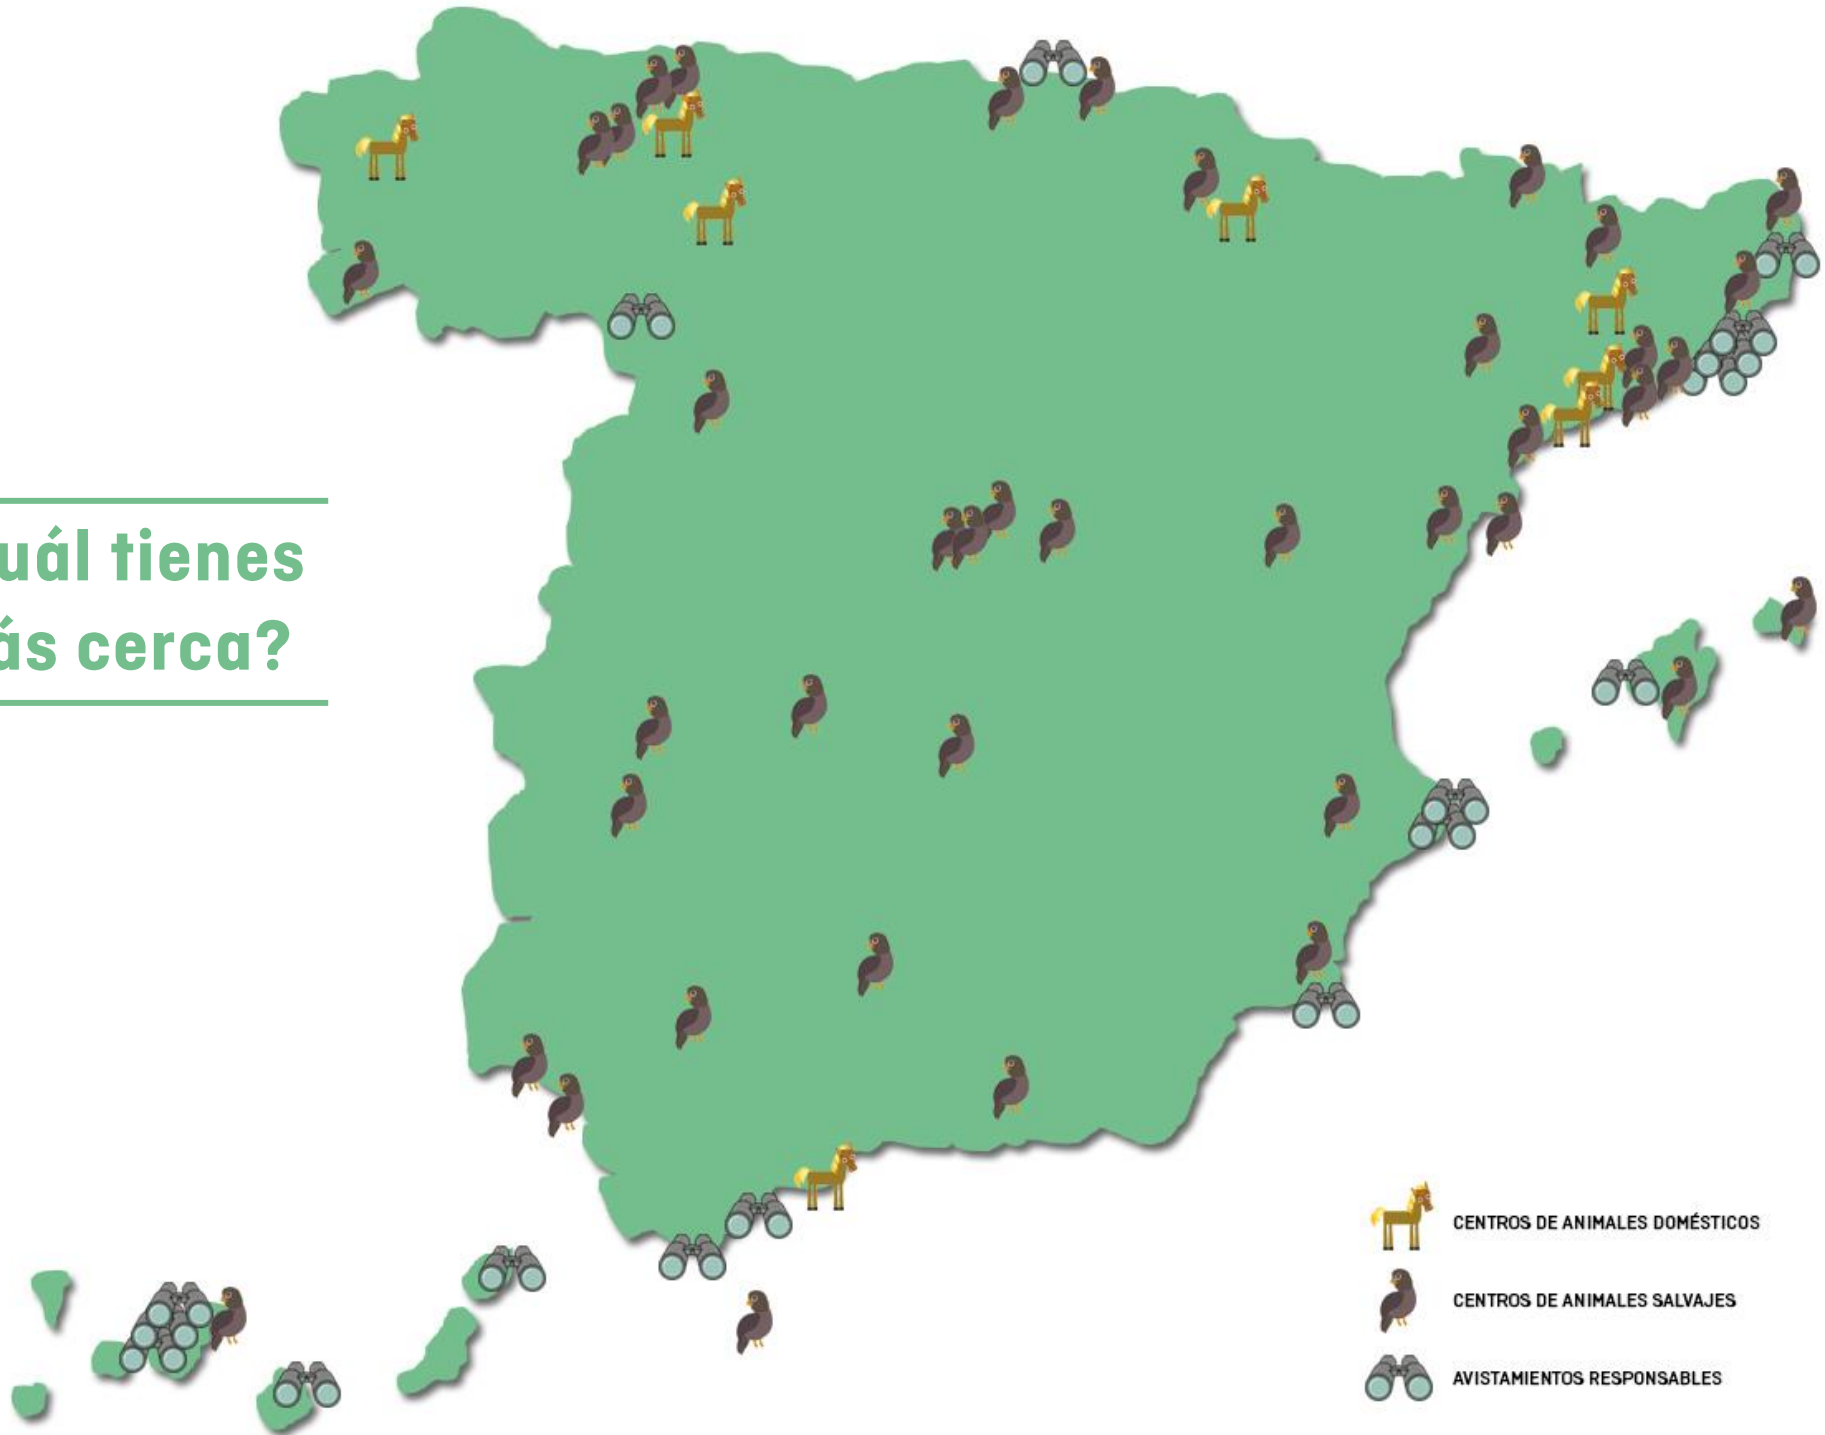 uál tienes
ás cerca?
CENTROS DE ANIMALES DOMÉSTICOS
CENTROS DE ANIMALES SALVAJES
AVISTAMIENTOS RESPONSABLES